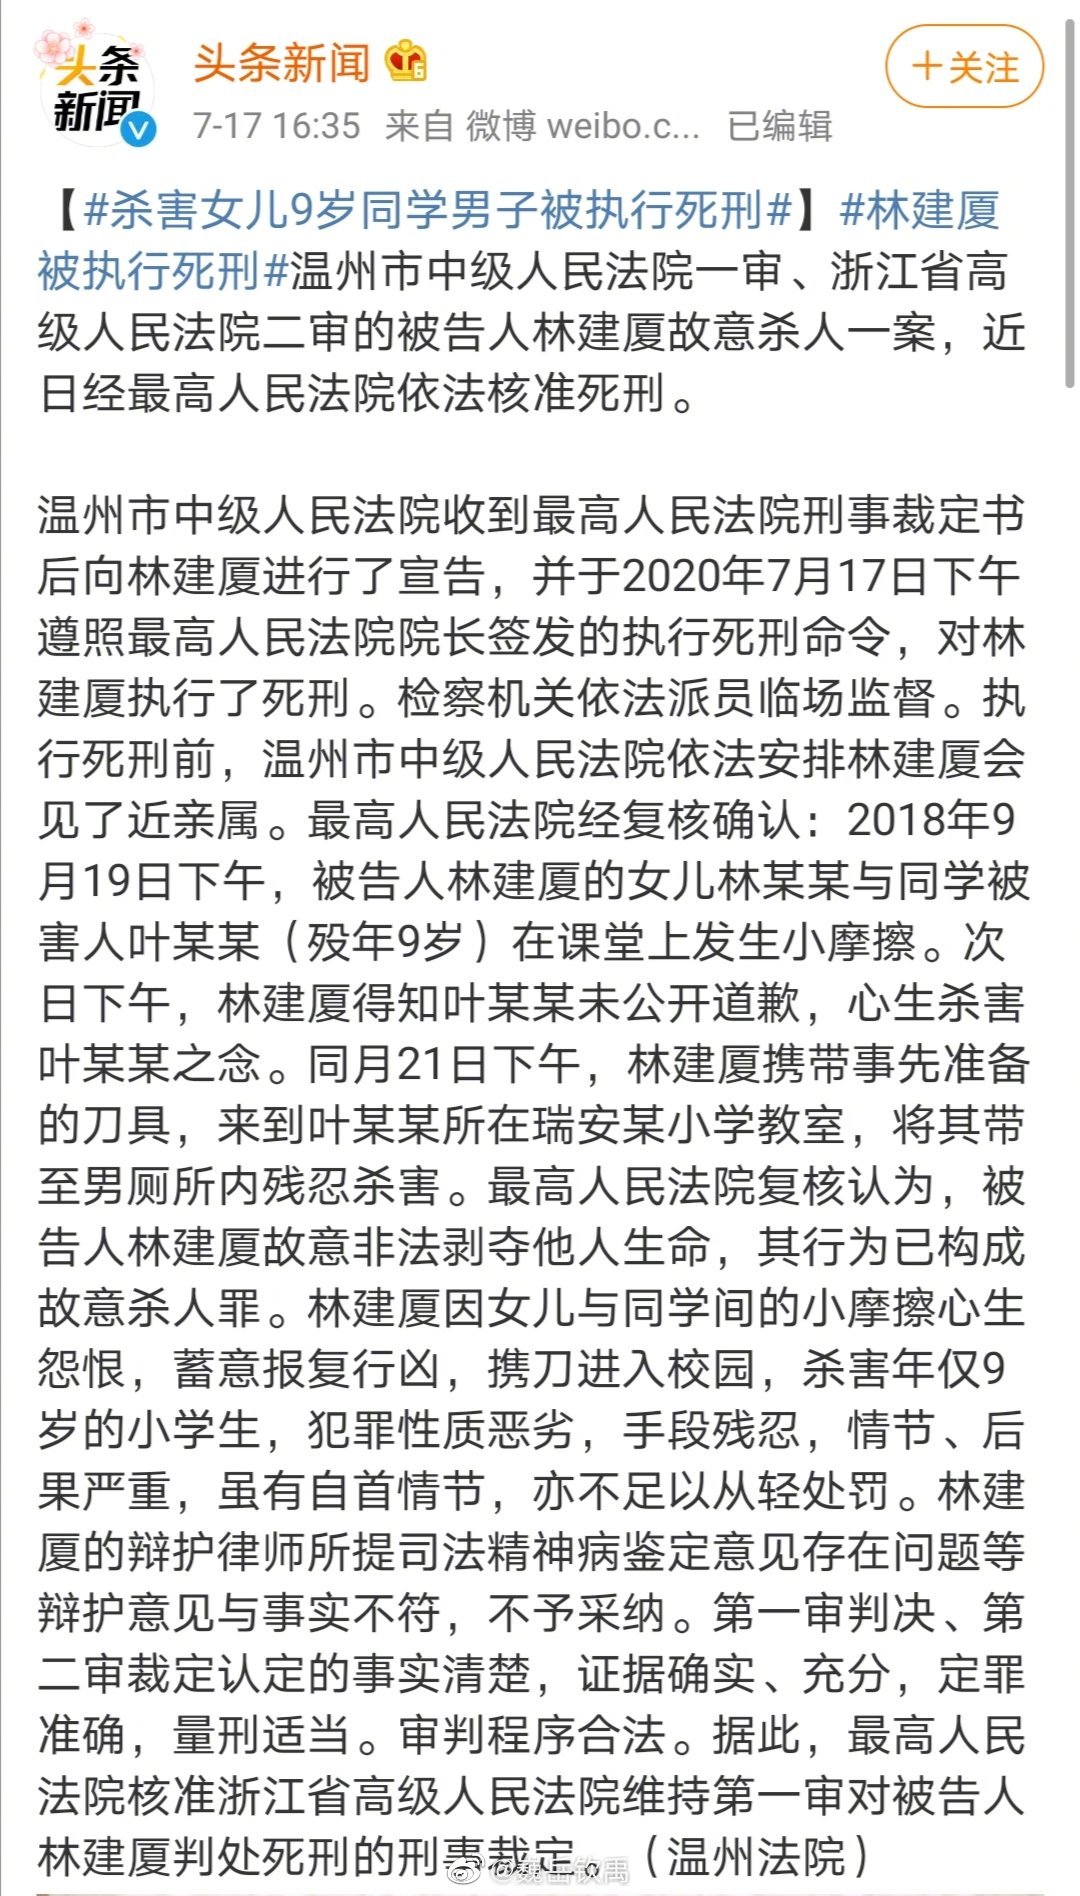 头条
新闻
头条新闻
6
+关注
7-17 16:35 来自 微博 weibo.c... 已编辑
【#杀害女儿9岁同学男子被执行死刑#】#林建厦
被执行死刑#温州市中级人民法院一审、浙江省高
级人民法院二审的被告人林建厦故意杀人一案，近
日经最高人民法院依法核准死刑。
温州市中级人民法院收到最高人民法院刑事裁定书
后向林建厦进行了宣告，并于2020年7月17日下午
遵照最高人民法院院长签发的执行死刑命令，对林
建厦执行了死刑。检察机关依法派员临场监督。执
行死刑前，温州市中级人民法院依法安排林建厦会
见了近亲属。最高人民法院经复核确认：2018年9
月19日下午，被告人林建厦的女儿林某某与同学被
害人叶某某（殁年9岁）在课堂上发生小摩擦。次
日下午，林建厦得知叶某某未公开道歉，心生杀害
叶某某之念。同月21日下午，林建厦携带事先准备
的刀具，来到叶某某所在瑞安某小学教室，将其带
至男厕所内残忍杀害。最高人民法院复核认为，被
告人林建厦故意非法剥夺他人生命，其行为已构成
故意杀人罪。林建厦因女儿与同学间的小摩擦心生
怨恨，蓄意报复行凶，携刀进入校园，杀害年仅9
岁的小学生，犯罪性质恶劣，手段残忍，情节、后
果严重，虽有自首情节，亦不足以从轻处罚。林建
厦的辩护律师所提司法精神病鉴定意见存在问题等
辩护意见与事实不符，不予采纳。第一审判决、第
二审裁定认定的事实清楚，证据确实、充分，定罪
准确，量刑适当。审判程序合法。据此，最高人民
法院核准浙江省高级人民法院维持第一审对被告人
林建厦判处死刑的刑事裁定。（温州法院）
@魏岳钦禹